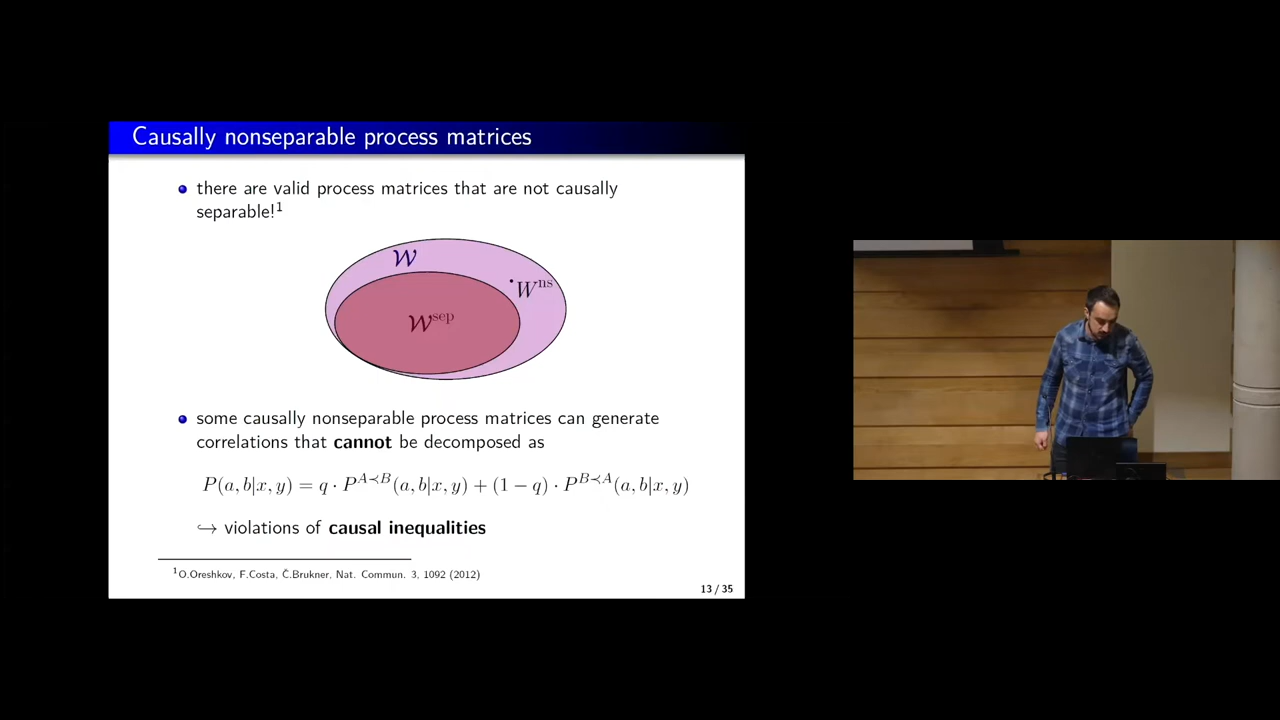 Causally nonseparable process matrices
there are valid process matrices that are not causally
separable!¹
𝒲
W^ns
𝒲^sep
some causally nonseparable process matrices can generate
correlations that cannot be decomposed as
P(a, b|x, y) = q · P^{A≺B}(a, b|x, y) + (1 − q) · P^{B≺A}(a, b|x, y)
↪ violations of causal inequalities
¹O.Oreshkov, F.Costa, Č.Brukner, Nat. Commun. 3, 1092 (2012)
13 / 35